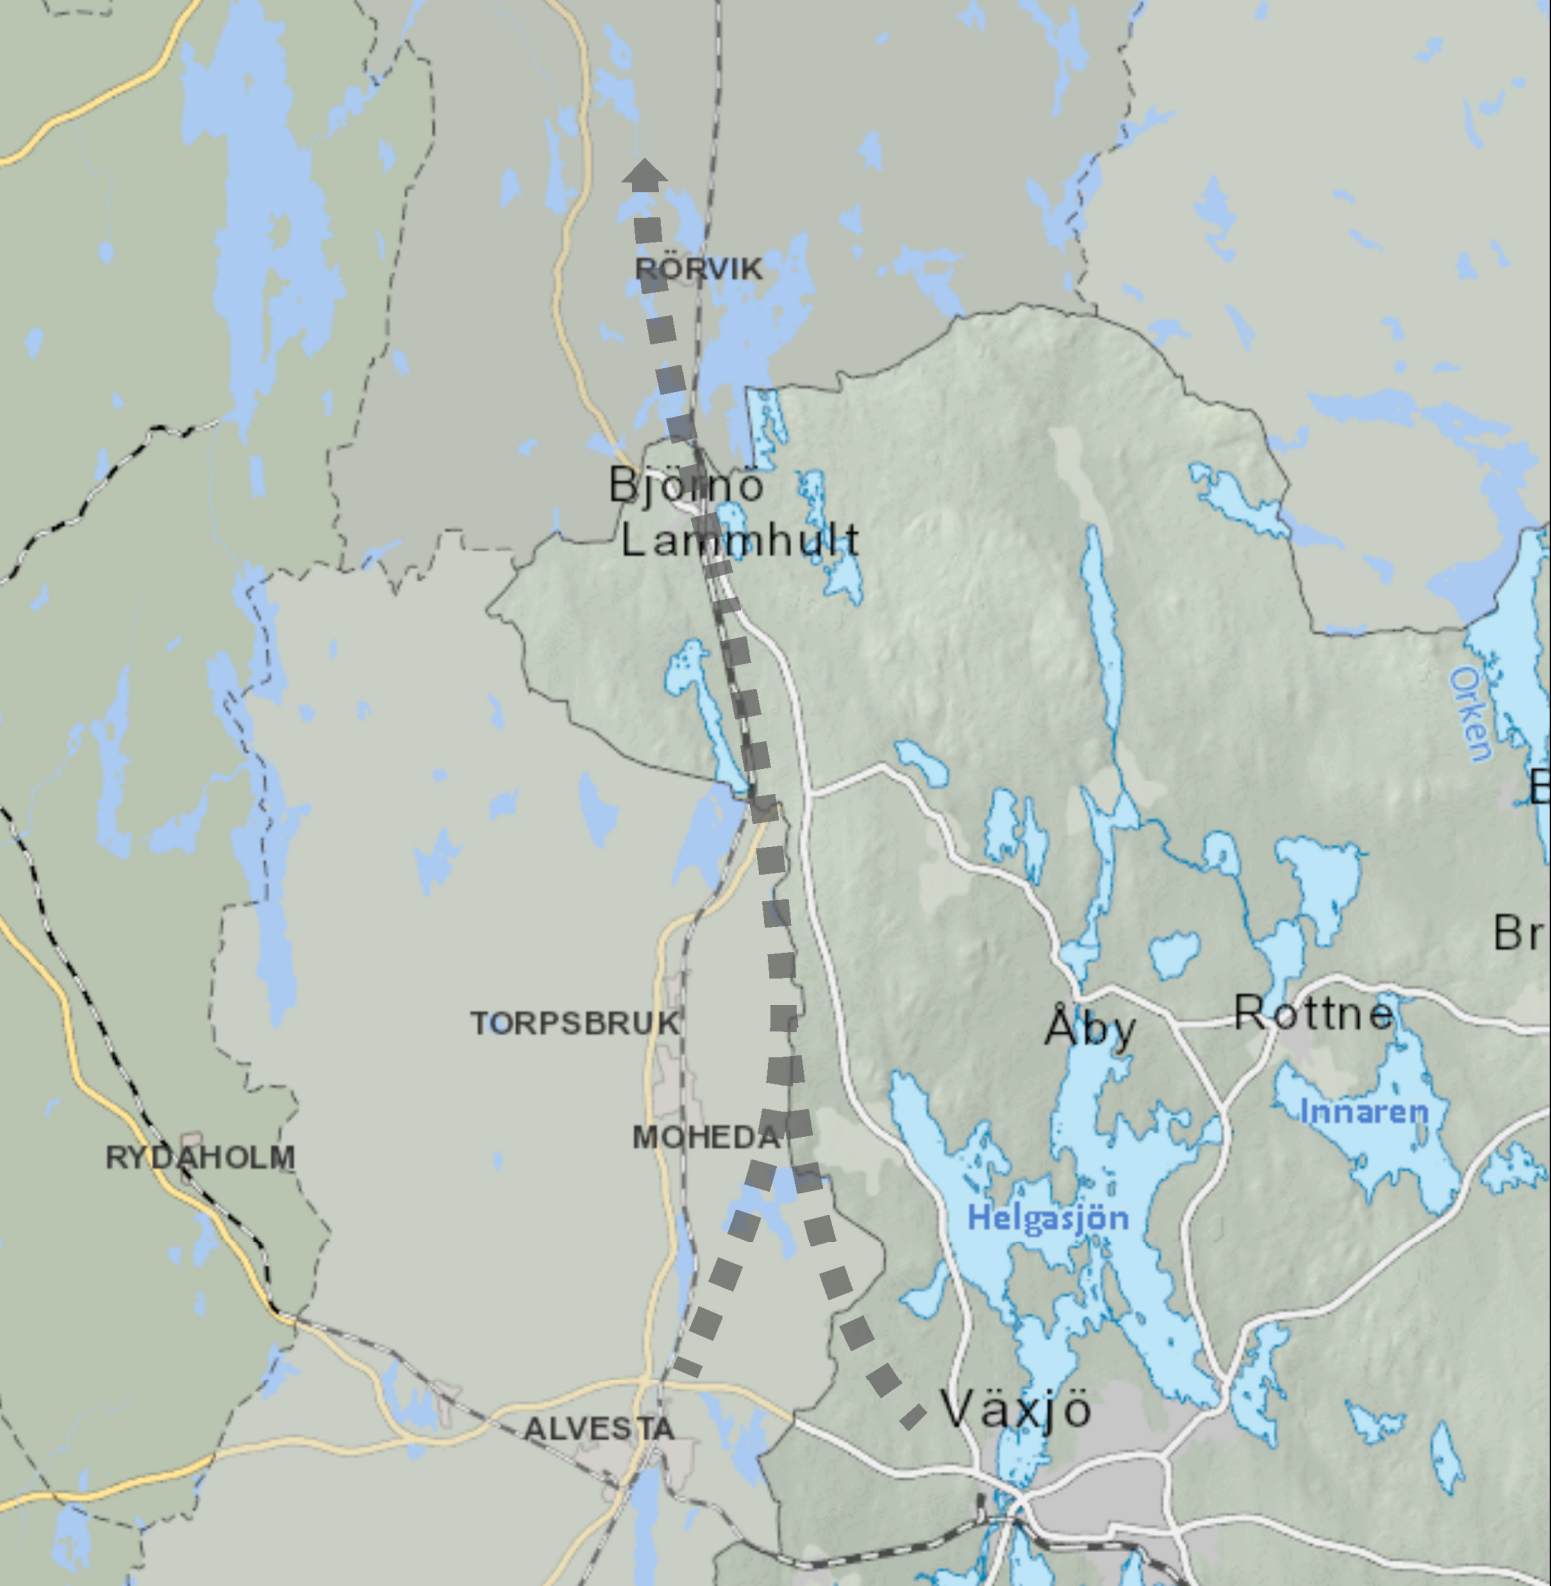 RÖRVIK
Björnö
Lammhult
Orken
B
Br
TORPSBRUK
Åby
Rottne
Innaren
MOHEDA
RYDAHOLM
Helgasjön
Växjö
ALVESTA